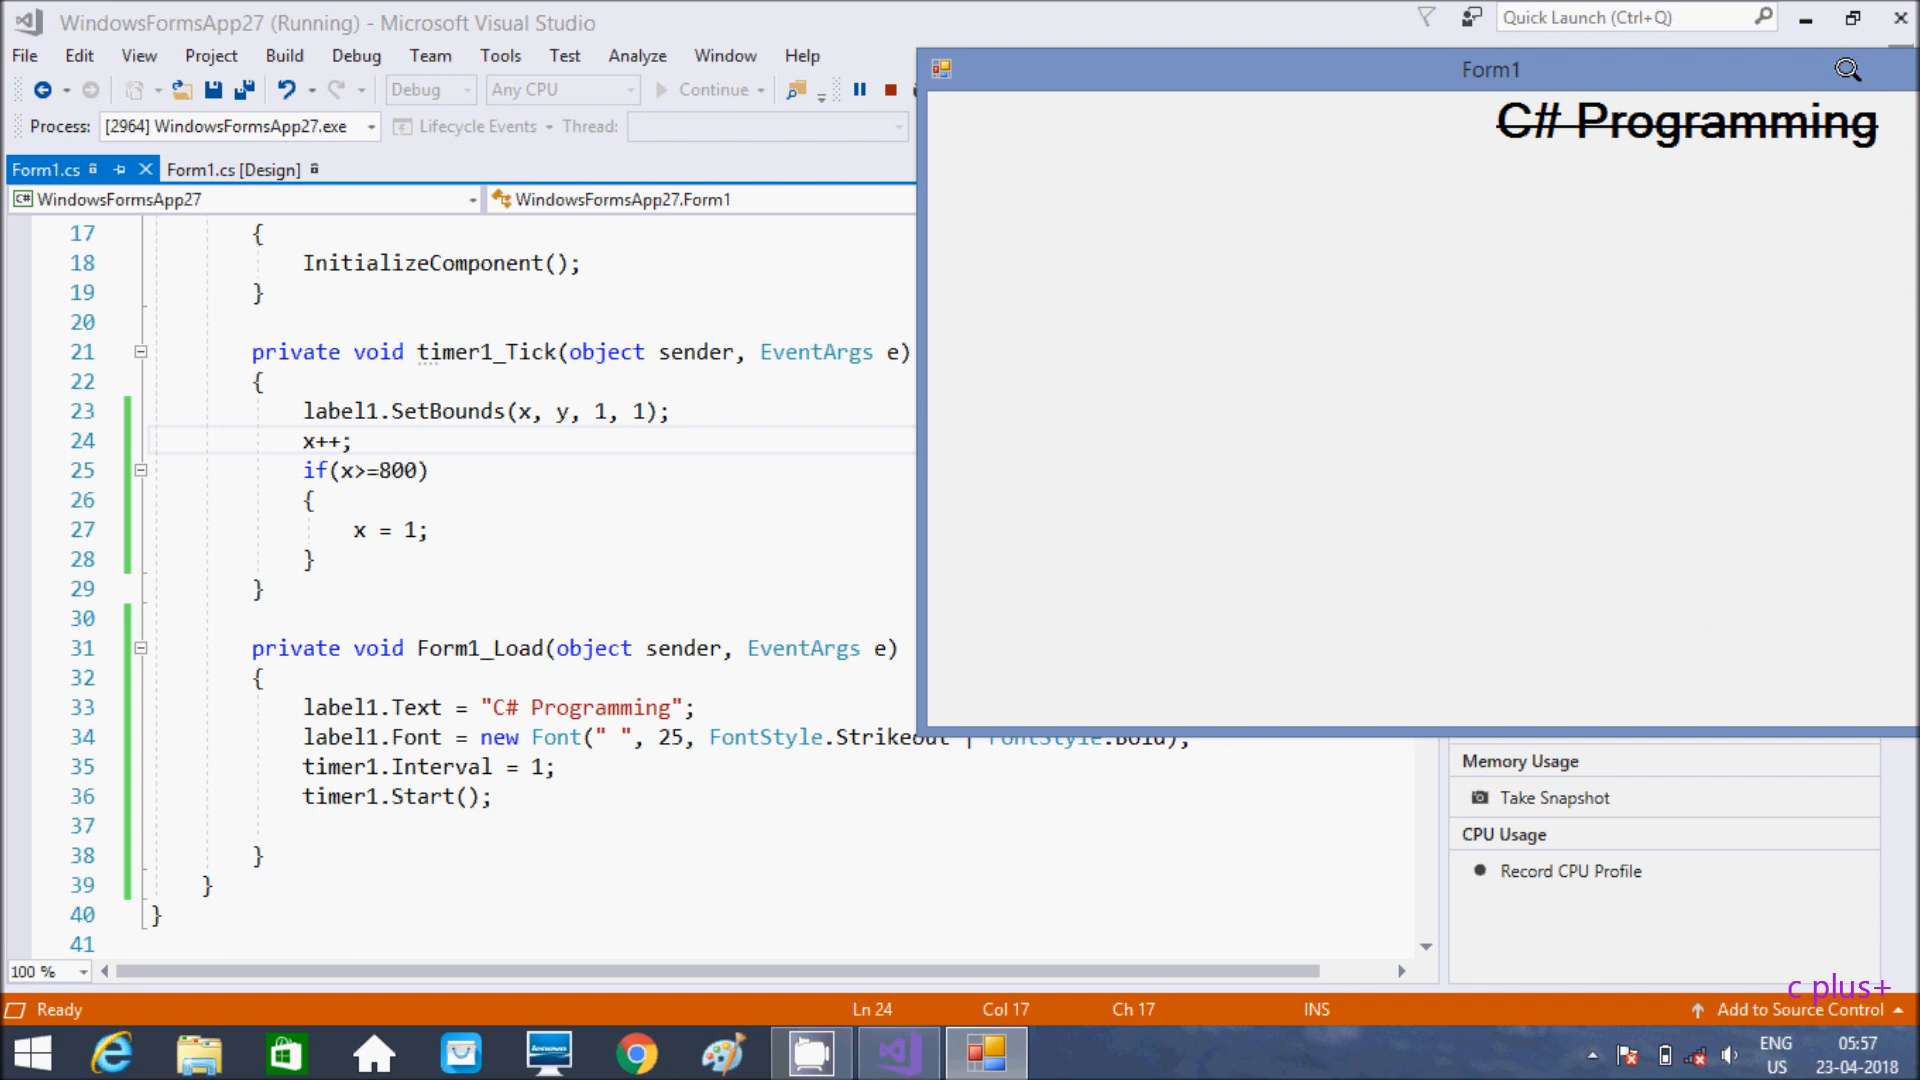 WindowsFormsApp27 (Running) - Microsoft Visual Studio
Quick Launch (Ctrl+Q)
File Edit View Project Build Debug Team Tools Test Analyze Window Help
Debug Any CPU Continue
Process: [2964] WindowsFormsApp27.exe Lifecycle Events Thread:
Form1.cs Form1.cs [Design]
C# WindowsFormsApp27 WindowsFormsApp27.Form1
Form1
C# Programming
17 {
18 InitializeComponent();
19 }
20
21 private void timer1_Tick(object sender, EventArgs e)
22 {
23 label1.SetBounds(x, y, 1, 1);
24 x++;
25 if(x>=800)
26 {
27 x = 1;
28 }
29 }
30
31 private void Form1_Load(object sender, EventArgs e)
32 {
33 label1.Text = "C# Programming";
34 label1.Font = new Font(" ", 25, FontStyle.Strikeout | FontStyle.Bold);
35 timer1.Interval = 1;
36 timer1.Start();
37
38 }
39 }
40 }
41
Memory Usage
Take Snapshot
CPU Usage
Record CPU Profile
100 %
c plus+
Ready Ln 24 Col 17 Ch 17 INS Add to Source Control
lenovo
ENG 05:57
US 23-04-2018